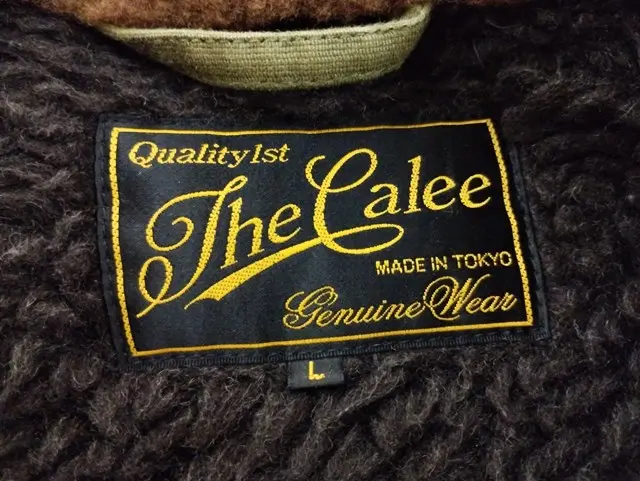 Quality1st
The Calee
MADE IN TOKYO
Genuine Wear
L